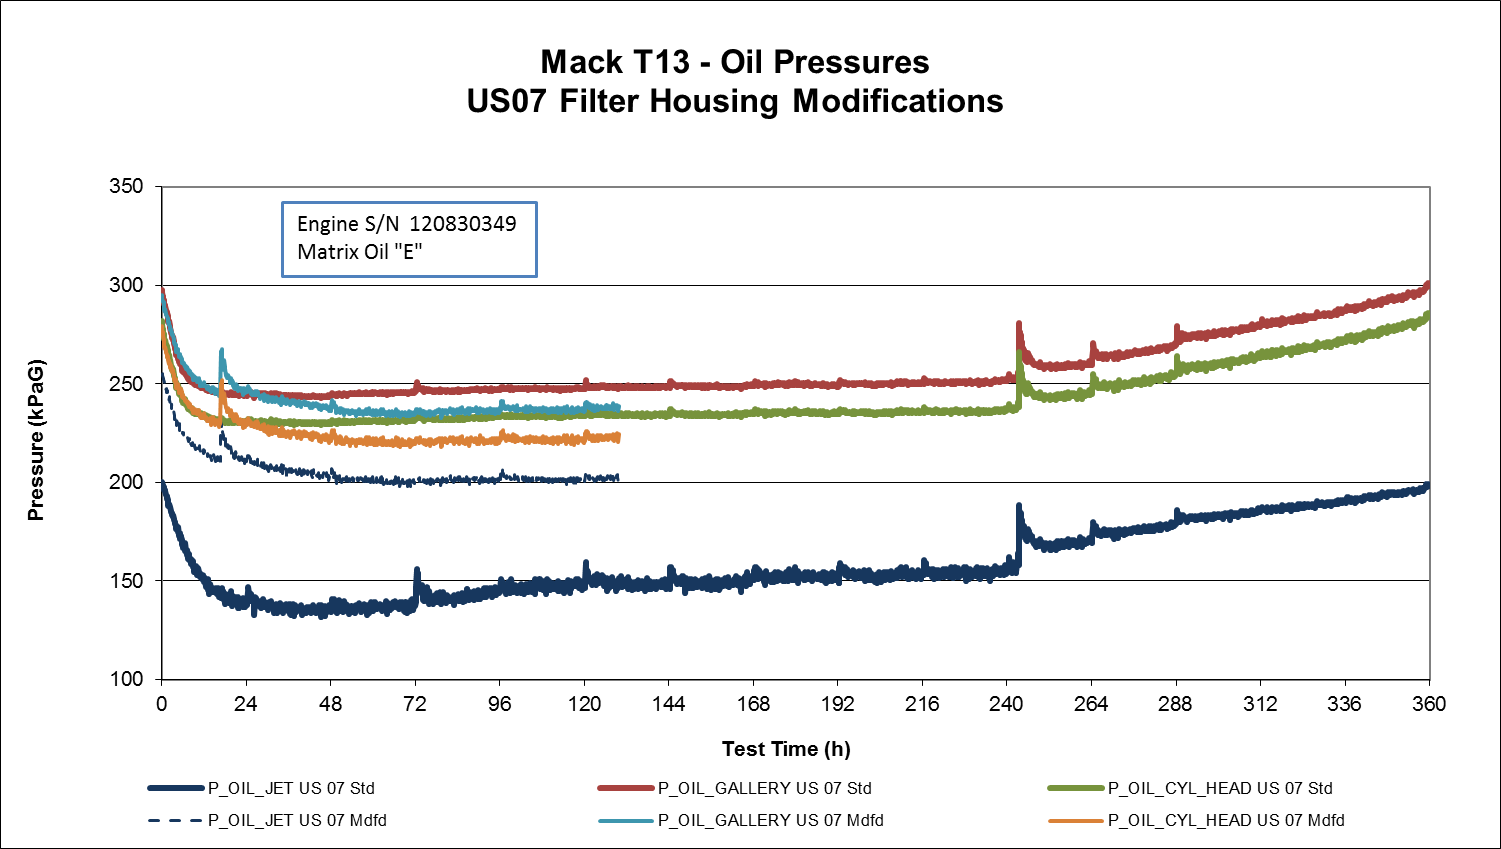 Mack T13 - Oil Pressures
US07 Filter Housing Modifications
Engine S/N  120830349
Matrix Oil "E"
Pressure (kPaG)
350
300
250
200
150
100
0 24 48 72 96 120 144 168 192 216 240 264 288 312 336 360
Test Time (h)
P_OIL_JET US 07 Std P_OIL_GALLERY US 07 Std P_OIL_CYL_HEAD US 07 Std
P_OIL_JET US 07 Mdfd P_OIL_GALLERY US 07 Mdfd P_OIL_CYL_HEAD US 07 Mdfd